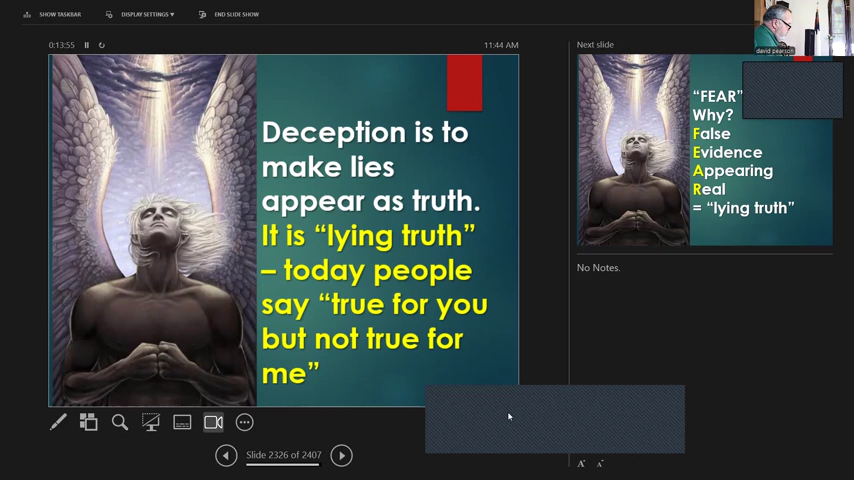 SHOW TASKBAR DISPLAY SETTINGS ▾ END SLIDE SHOW
david pearson
0:13:55 11:44 AM
Deception is to
make lies
appear as truth.
It is “lying truth”
– today people
say “true for you
but not true for
me”
Slide 2326 of 2407
Next slide
“FEAR”
Why?
False
Evidence
Appearing
Real
= “lying truth”
No Notes.
A A